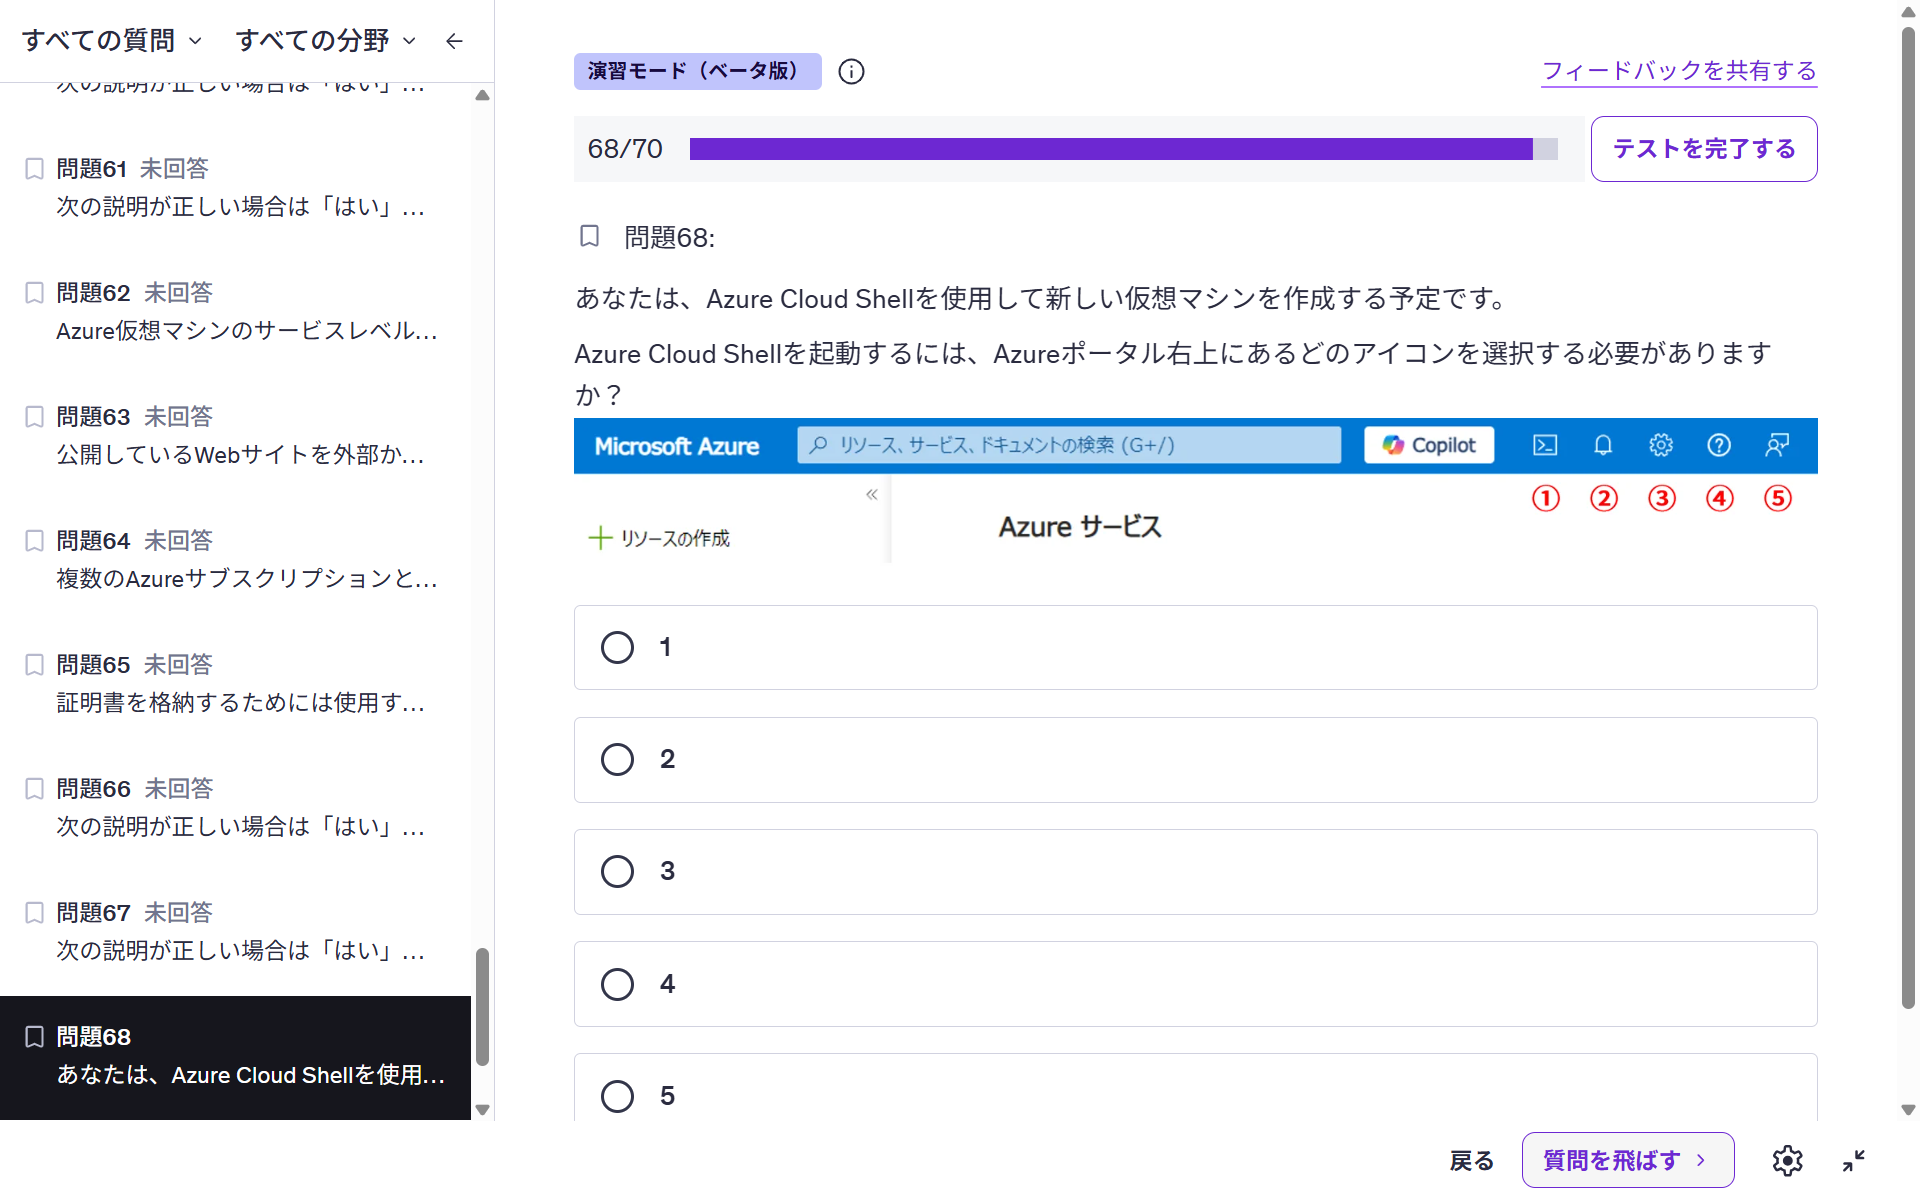 すべての質問 すべての分野
次の説明が正しい場合は「はい」...
問題61 未回答
次の説明が正しい場合は「はい」...
問題62 未回答
Azure仮想マシンのサービスレベル...
問題63 未回答
公開しているWebサイトを外部か...
問題64 未回答
複数のAzureサブスクリプションと...
問題65 未回答
証明書を格納するためには使用す...
問題66 未回答
次の説明が正しい場合は「はい」...
問題67 未回答
次の説明が正しい場合は「はい」...
問題68
あなたは、Azure Cloud Shellを使用...
演習モード（ベータ版）
フィードバックを共有する
68/70
テストを完了する
問題68:
あなたは、Azure Cloud Shellを使用して新しい仮想マシンを作成する予定です。
Azure Cloud Shellを起動するには、Azureポータル右上にあるどのアイコンを選択する必要があります
か？
Microsoft Azure リソース、サービス、ドキュメントの検索 (G+/) Copilot
① ② ③ ④ ⑤
リソースの作成
Azure サービス
1
2
3
4
5
戻る 質問を飛ばす